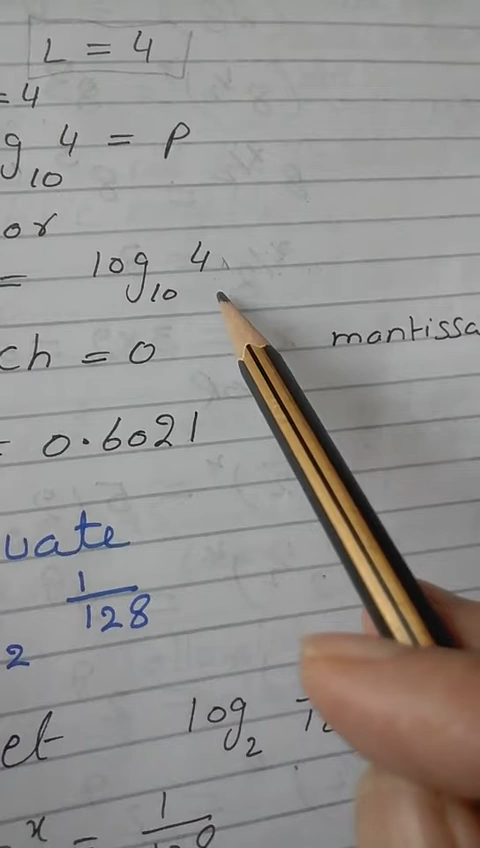 L = 4
= 4
g₁₀ 4 = P
or
= log₁₀ 4
ch = 0 mantissa
= 0.6021
uate
2 1/128
et log₂
x = 1/